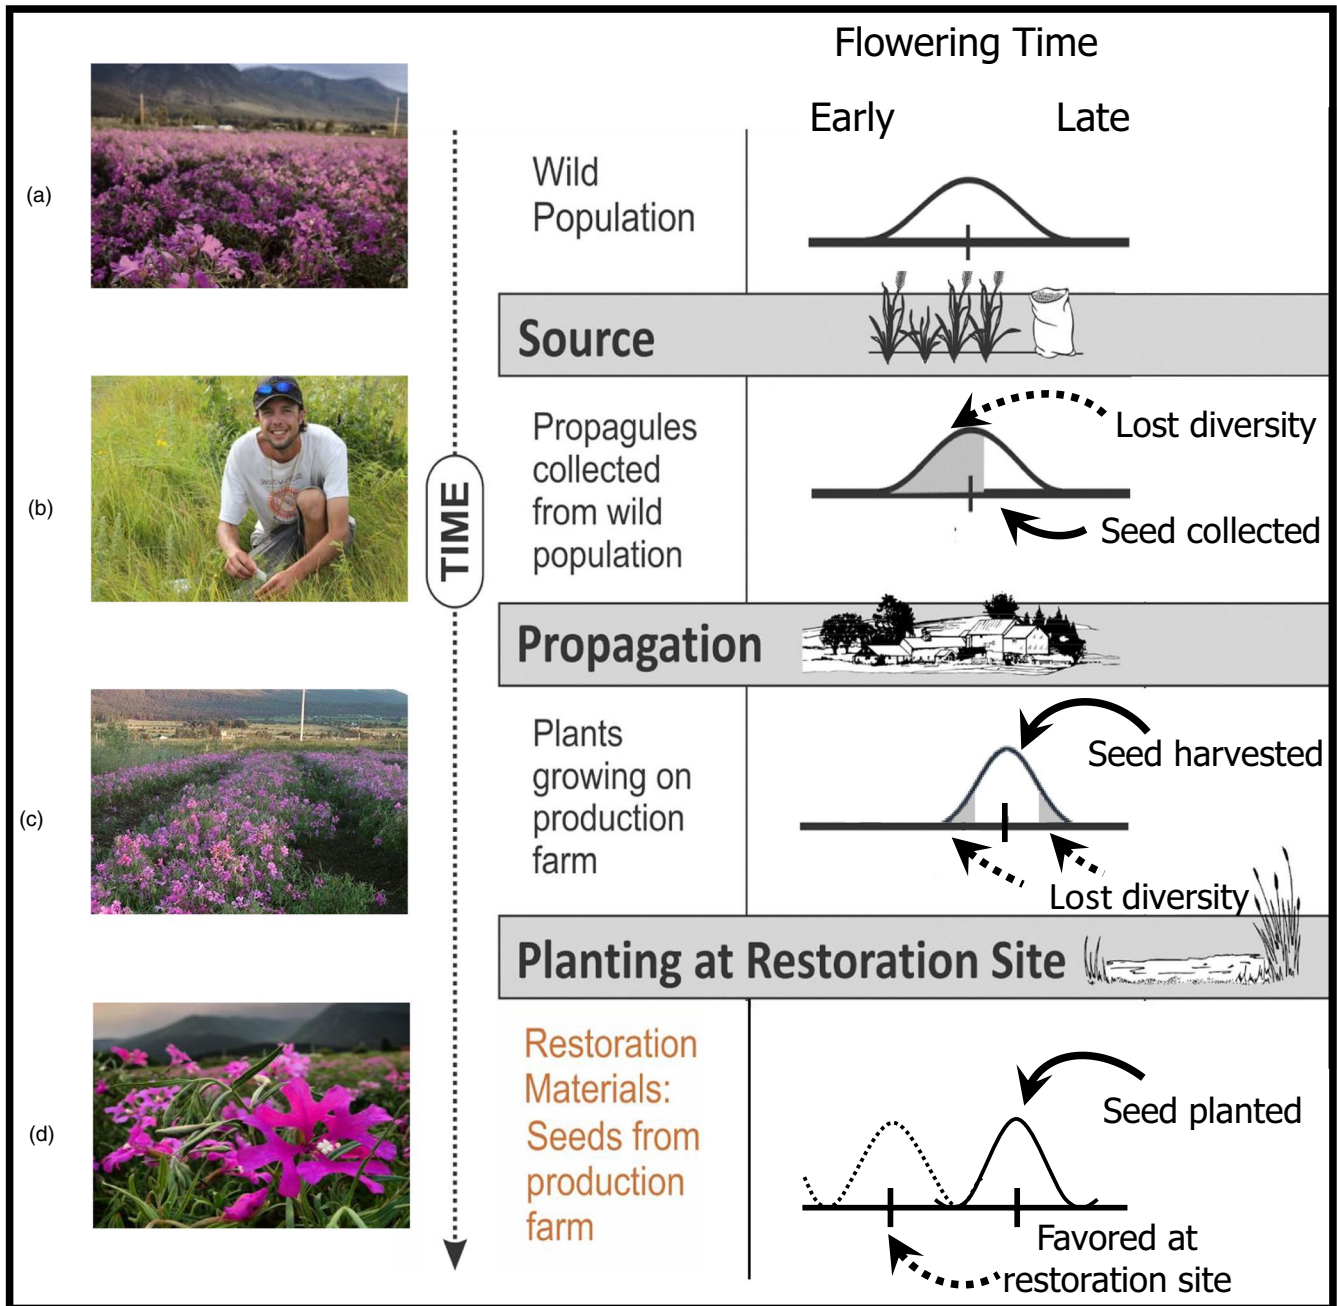 Flowering Time
Early
Late
(a)
Wild
Population
Source
(b)
Propagules
collected
from wild
population
Lost diversity
Seed collected
TIME
Propagation
(c)
Plants
growing on
production
farm
Seed harvested
Lost diversity
Planting at Restoration Site
(d)
Restoration
Materials:
Seeds from
production
farm
Seed planted
Favored at
restoration site